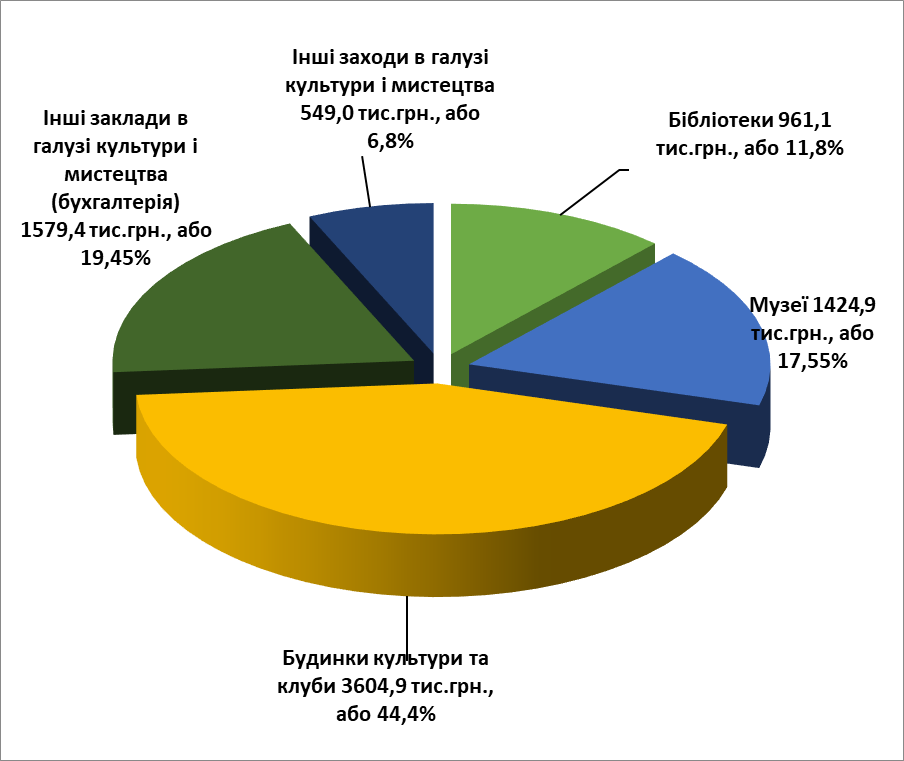 Інші заходи в галузі
культури і мистецтва
549,0 тис.грн., або
6,8%
Інші заклади в
галузі культури і
мистецтва
(бухгалтерія)
1579,4 тис.грн., або
19,45%
Бібліотеки 961,1
тис.грн., або 11,8%
Музеї 1424,9
тис.грн., або
17,55%
Будинки культури та
клуби 3604,9 тис.грн.,
або 44,4%